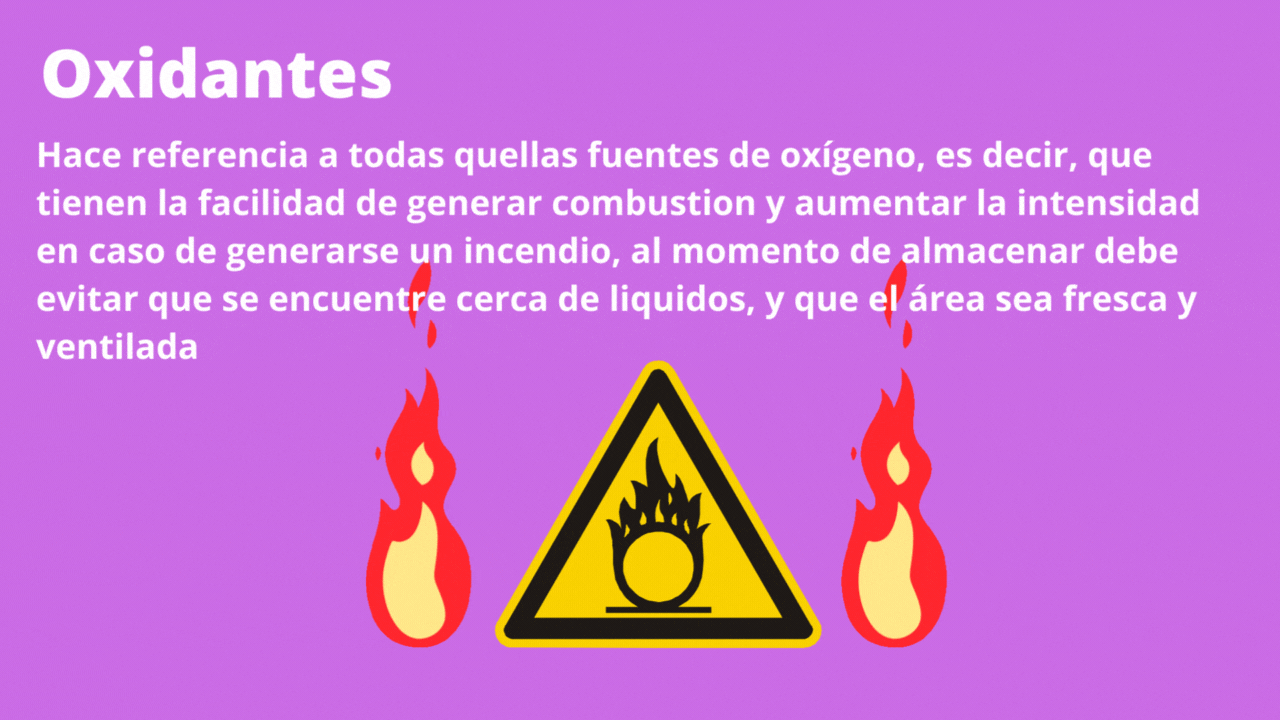 Oxidantes
Hace referencia a todas quellas fuentes de oxígeno, es decir, que
tienen la facilidad de generar combustion y aumentar la intensidad
en caso de generarse un incendio, al momento de almacenar debe
evitar que se encuentre cerca de liquidos, y que el área sea fresca y
ventilada